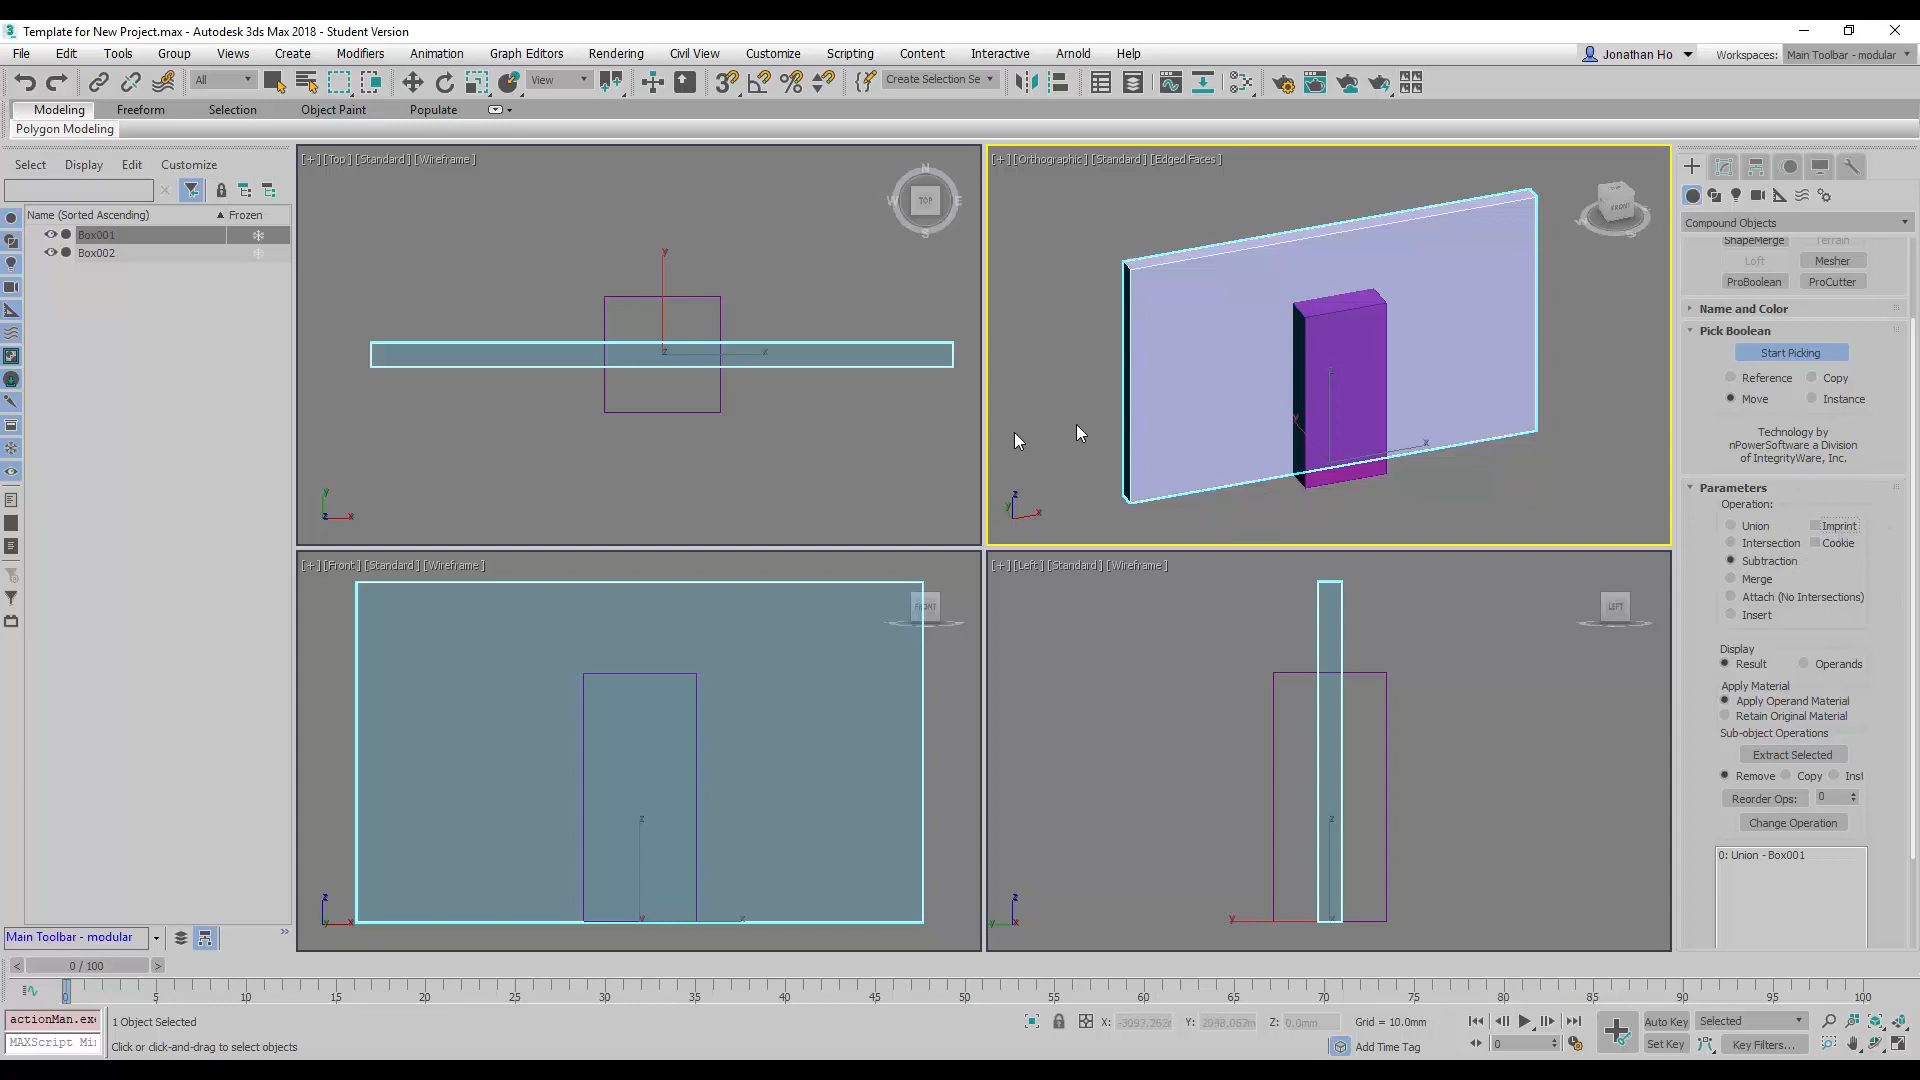 Template for New Project.max - Autodesk 3ds Max 2018 - Student Version
File Edit Tools Group Views Create Modifiers Animation Graph Editors Rendering Civil View Customize Scripting Content Interactive Arnold Help
Jonathan Ho Workspaces: Main Toolbar - modular
All View Create Selection Se
Modeling Freeform Selection Object Paint Populate
Polygon Modeling
Select Display Edit Customize
Name (Sorted Ascending) Frozen
Box001
Box002
[+] [Top] [Standard] [Wireframe]
N
W TOP E
S
y
z x
y
z x
[+] [Orthographic] [Standard] [Edged Faces]
FRONT
z
y x
z
y x
[+] [Front] [Standard] [Wireframe]
FRONT
z
y x
z
y x
[+] [Left] [Standard] [Wireframe]
LEFT
z
y x
z
y x
Compound Objects
ShapeMerge Terrain
Loft Mesher
ProBoolean ProCutter
Name and Color
Pick Boolean
Start Picking
Reference Copy
Move Instance
Technology by
nPowerSoftware a Division
of IntegrityWare, Inc.
Parameters
Operation:
Union Imprint
Intersection Cookie
Subtraction
Merge
Attach (No Intersections)
Insert
Display
Result Operands
Apply Material
Apply Operand Material
Retain Original Material
Sub-object Operations
Extract Selected
Remove Copy Inst
Reorder Ops: 0
Change Operation
0: Union - Box001
Main Toolbar - modular
0 / 100
0 5 10 15 20 25 30 35 40 45 50 55 60 65 70 75 80 85 90 95 100
actionMan.exe 1 Object Selected X: -3097.262m Y: Z: 0.0mm Grid = 10.0mm Auto Key Selected
MAXScript Mi Click or click-and-drag to select objects Add Time Tag 0 Set Key Key Filters...